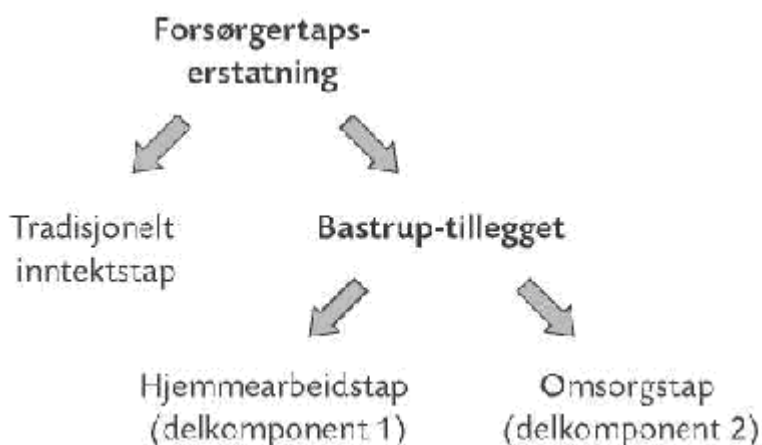 Forsørgertaps-
erstatning
Tradisjonelt
inntektstap
Bastrup-tillegget
Hjemmearbeidstap
(delkomponent 1)
Omsorgstap
(delkomponent 2)